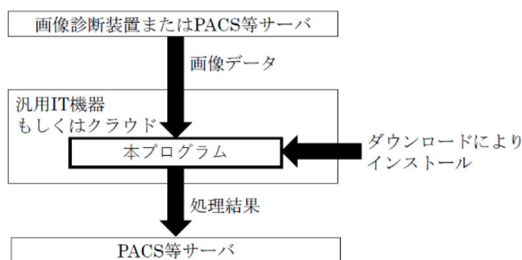 画像診断装置またはPACS等サーバ
画像データ
汎用IT機器
もしくはクラウド
本プログラム
ダウンロードにより
インストール
処理結果
PACS等サーバ